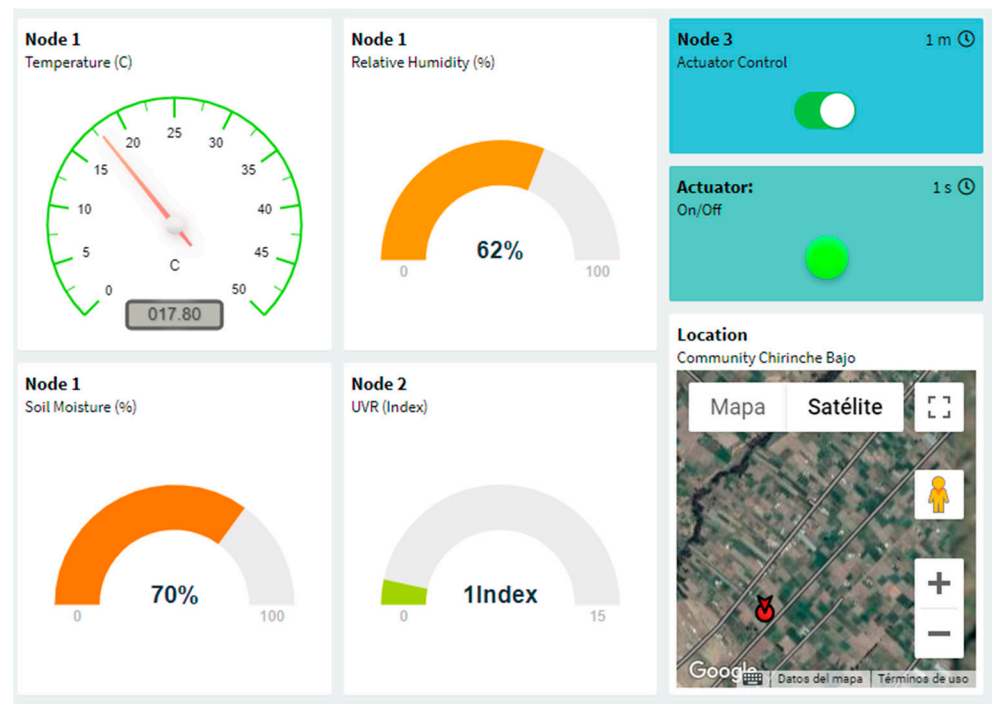 Node 1
Temperature (C)
0
5
10
15
20
25
30
35
40
45
50
C
017.80
Node 1
Relative Humidity (%)
62%
0
100
Node 3
1 m
Actuator Control
Actuator:
1 s
On/Off
Node 1
Soil Moisture (%)
70%
0
100
Node 2
UVR (Index)
1Index
0
15
Location
Community Chirinche Bajo
Mapa
Satélite
+
−
Google
Datos del mapa
Términos de uso